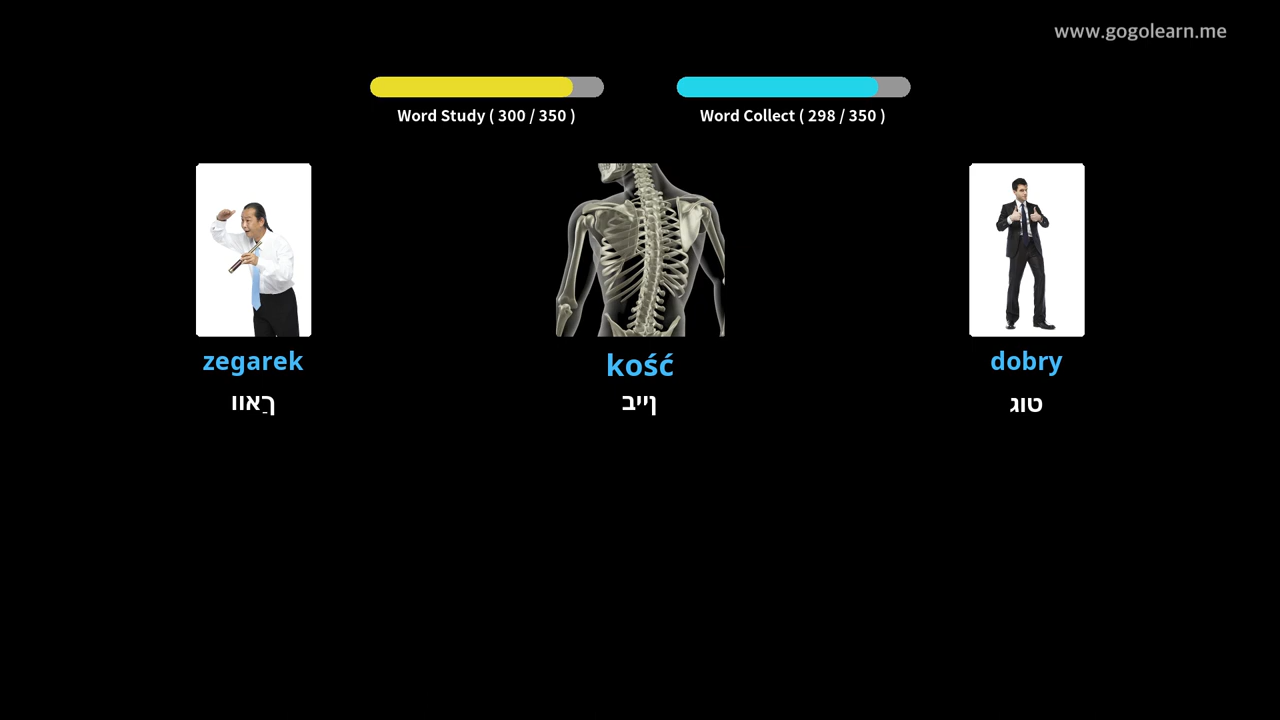 www.gogolearn.me
Word Study ( 300 / 350 )
Word Collect ( 298 / 350 )
zegarek
ךַאוו
kość
ןייב
dobry
טוג